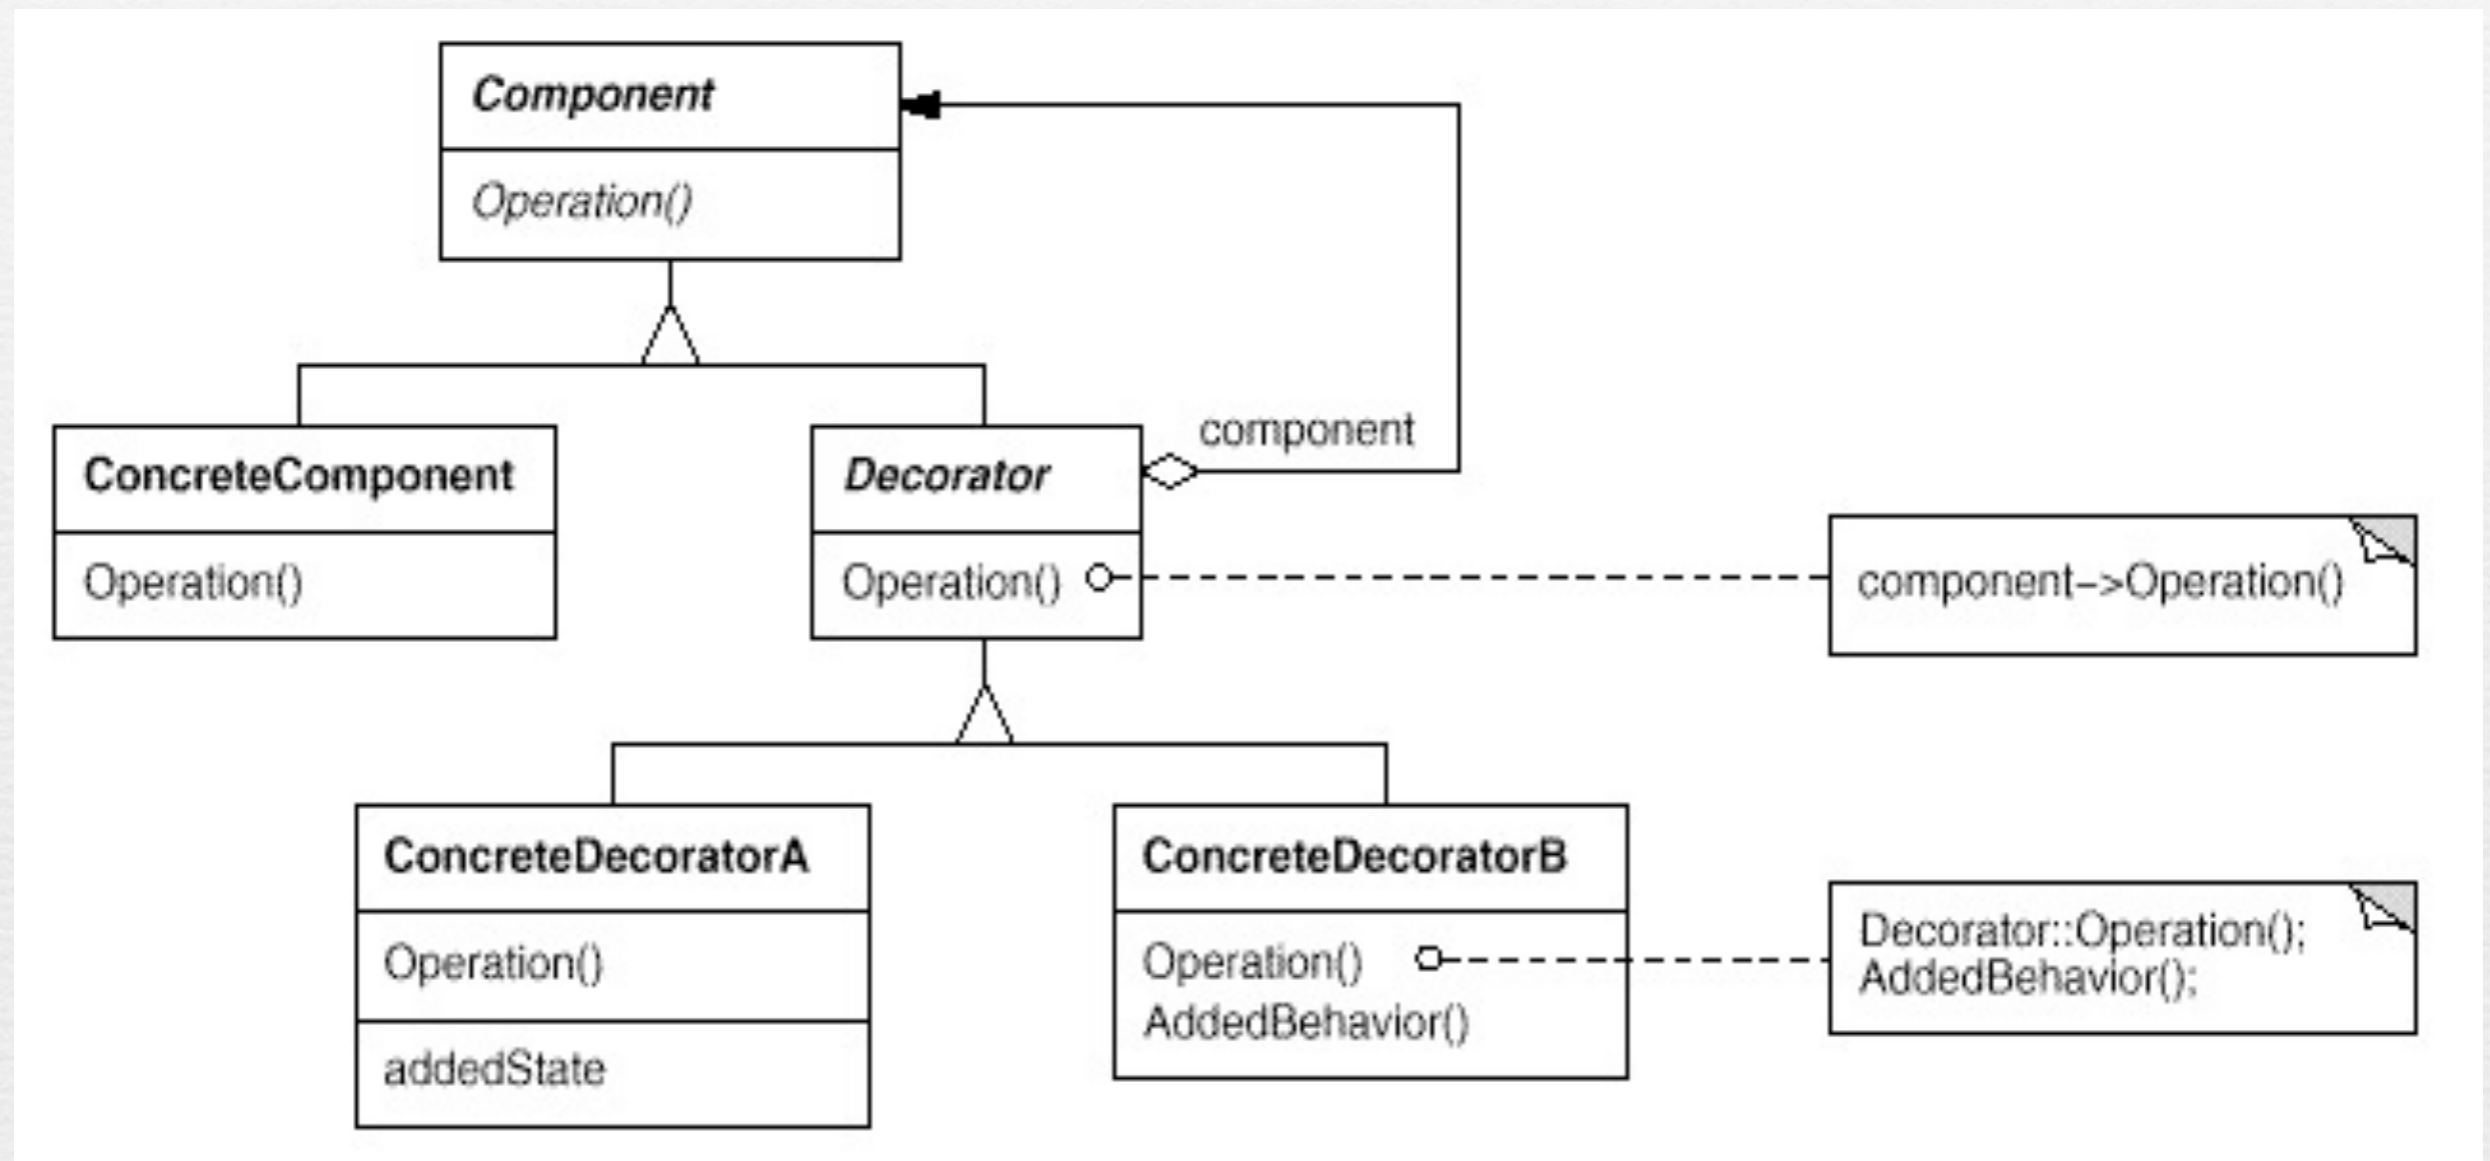 Component
Operation()
component
ConcreteComponent
Operation()
Decorator
Operation()
component–>Operation()
ConcreteDecoratorA
Operation()
addedState
ConcreteDecoratorB
Operation()
AddedBehavior()
Decorator::Operation();
AddedBehavior();